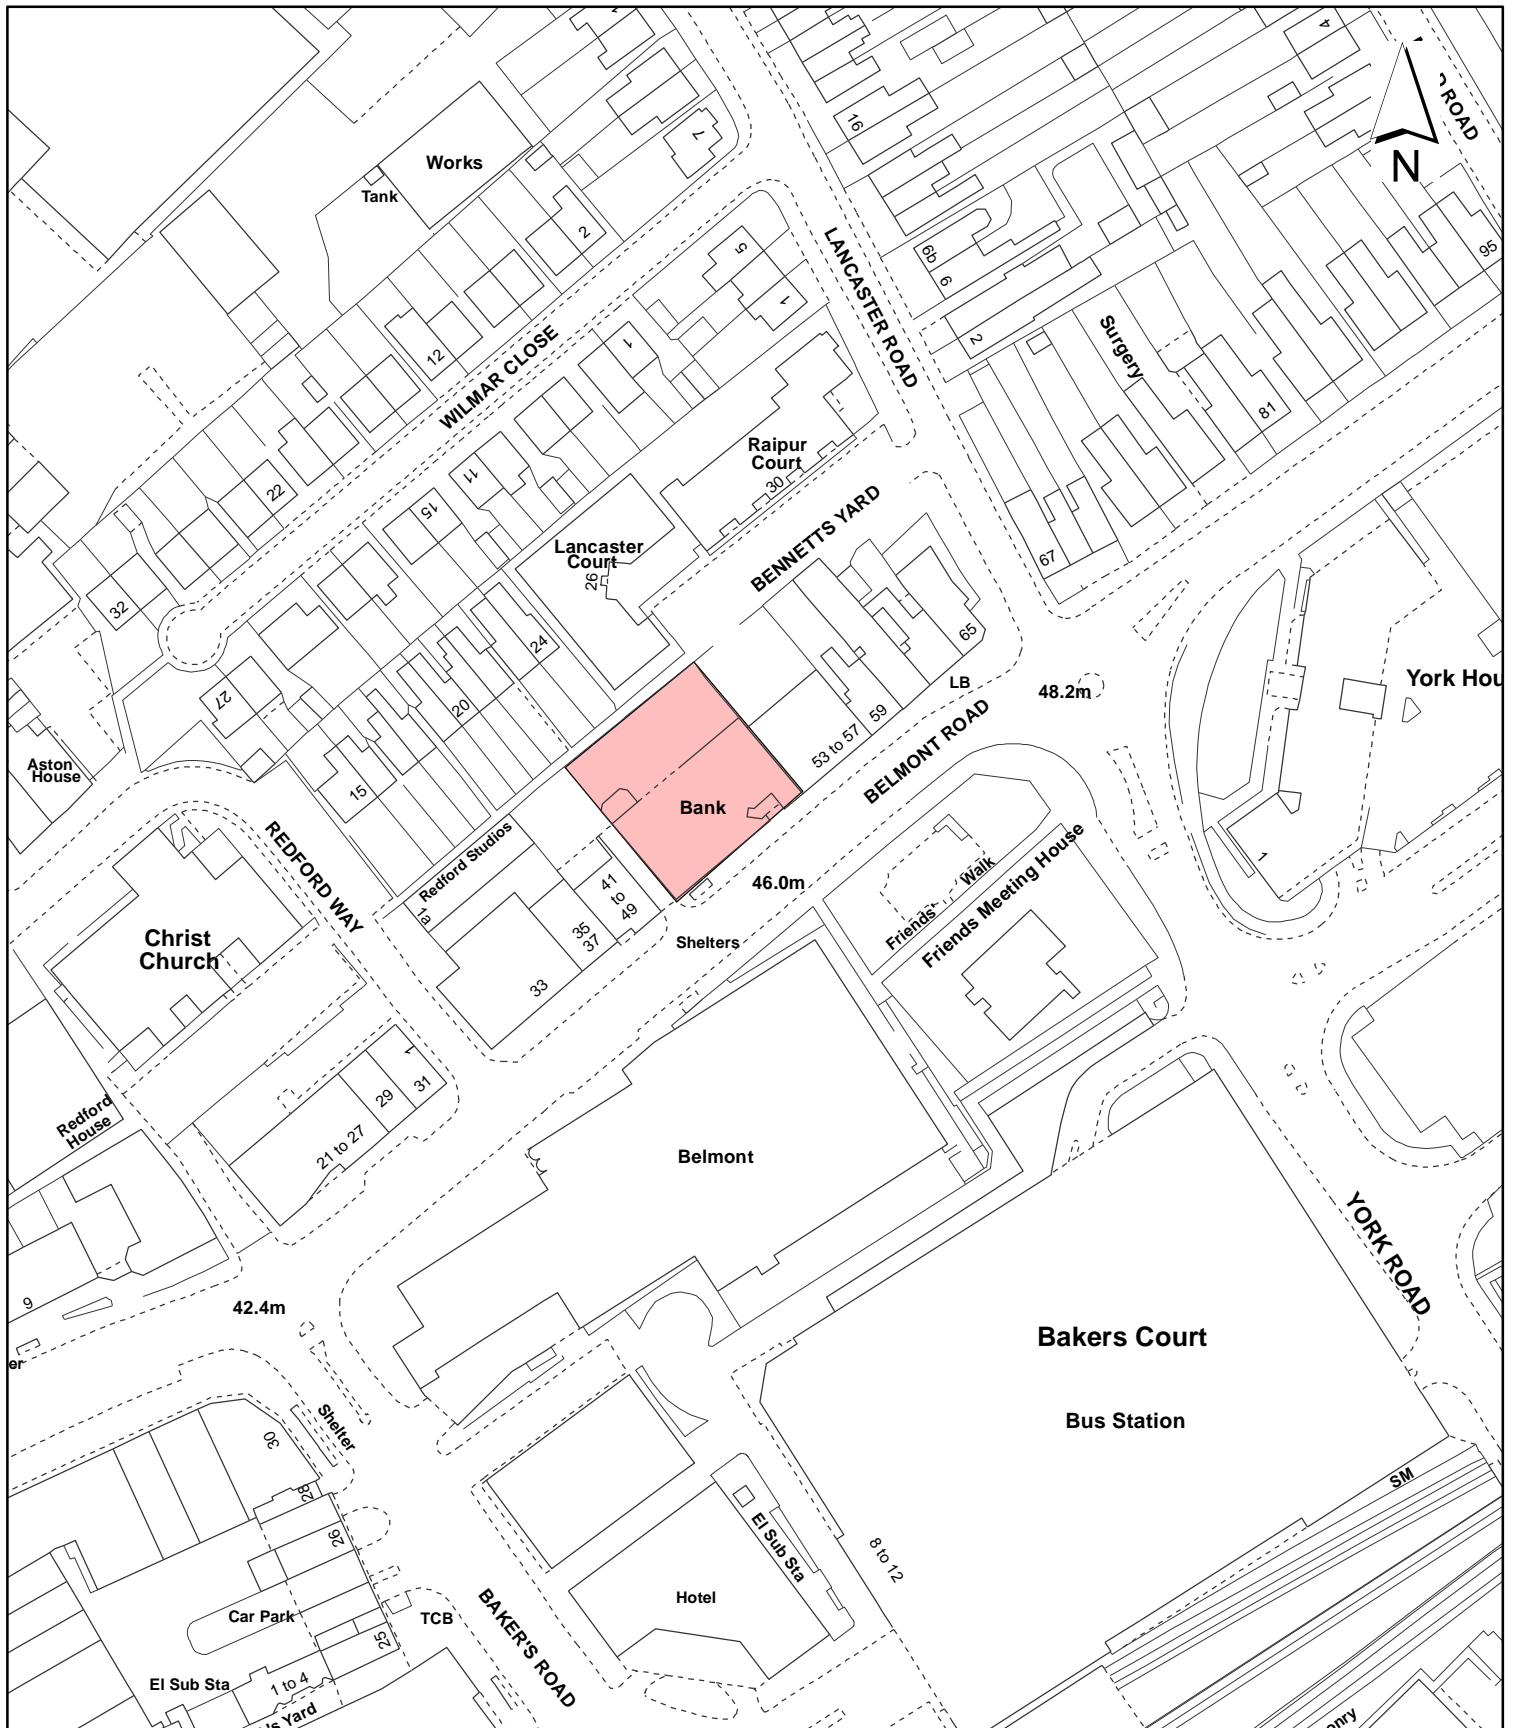 4
ROAD
N
16
7
Works
Tank
2
6b
6
LANCASTER ROAD
5
1
95
2
Surgery
12
WILMAR CLOSE
1
81
Raipur
Court
30
11
22
15
BENNETTS YARD
Lancaster
Court
26
67
32
24
65
27
20
LB
48.2m
York Hou
59
53 to 57
BELMONT ROAD
Aston
House
15
Bank
REDFORD WAY
Redford Studios
1a
41
to
49
46.0m
Friends Walk
Friends Meeting House
1
35
37
Shelters
Christ
Church
33
1
31
29
21 to 27
Redford
House
Belmont
YORK ROAD
9
42.4m
er
Bakers Court
Bus Station
Shelter
30
28
26
SM
El Sub Sta
8 to 12
Hotel
Car Park
TCB
BAKER'S ROAD
25
El Sub Sta
1 to 4
's Yard
onry